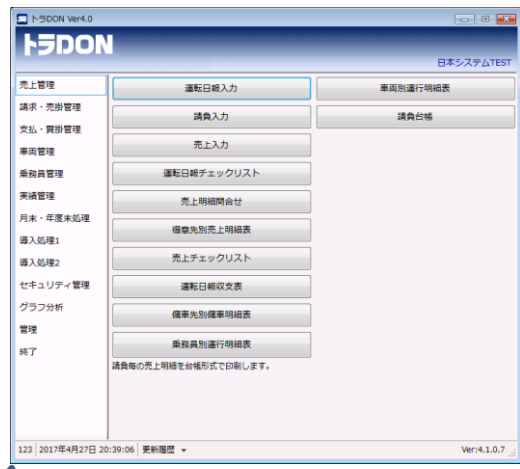 トラDON Ver4.0
トラDON
日本システムTEST
売上管理
請求・売掛管理
支払・買掛管理
車両管理
乗務員管理
実績管理
月末・年度末処理
導入処理1
導入処理2
セキュリティ管理
グラフ分析
管理
終了
運転日報入力
請負入力
売上入力
運転日報チェックリスト
売上明細問合せ
得意先別売上明細表
売上チェックリスト
運転日報収支表
傭車先別傭車明細表
乗務員別運行明細表
車両別運行明細表
請負台帳
請負毎の売上明細を台帳形式で印刷します。
123 2017年4月27日 20:39:06 更新履歴 Ver:4.1.0.7